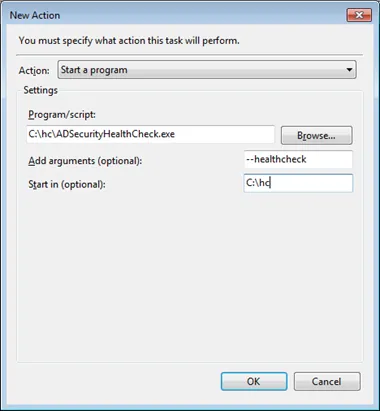 New Action
You must specify what action this task will perform.
Action: Start a program
Settings
Program/script:
C:\hc\ADSecurityHealthCheck.exe Browse...
Add arguments (optional): --healthcheck
Start in (optional): C:\hc
OK Cancel